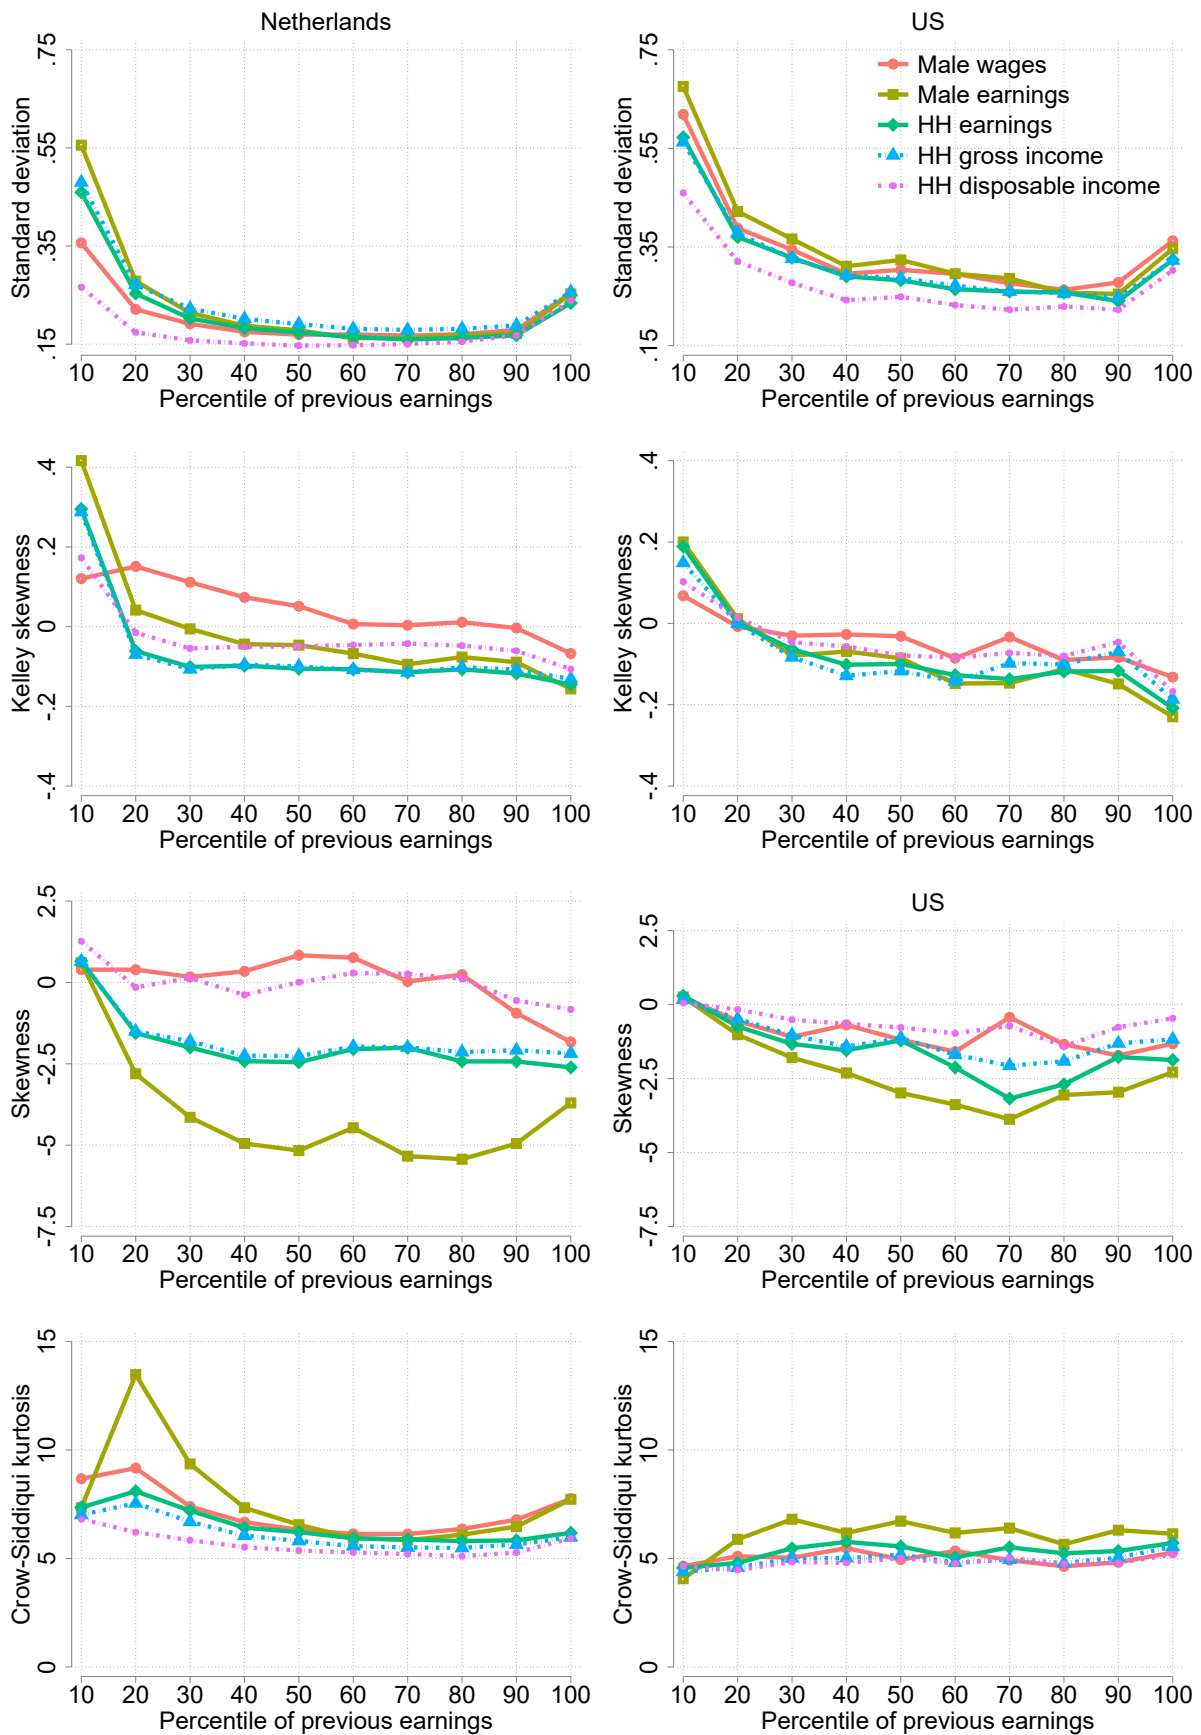 Netherlands
Standard deviation
.75
.55
.35
.15
10 20 30 40 50 60 70 80 90 100
Percentile of previous earnings
US
Standard deviation
.75
.55
.35
.15
Male wages
Male earnings
HH earnings
HH gross income
HH disposable income
10 20 30 40 50 60 70 80 90 100
Percentile of previous earnings
Kelley skewness
.4
.2
0
-.2
-.4
10 20 30 40 50 60 70 80 90 100
Percentile of previous earnings
Kelley skewness
.4
.2
0
-.2
-.4
10 20 30 40 50 60 70 80 90 100
Percentile of previous earnings
Skewness
2.5
0
-2.5
-5
-7.5
10 20 30 40 50 60 70 80 90 100
Percentile of previous earnings
US
Skewness
2.5
0
-2.5
-5
-7.5
10 20 30 40 50 60 70 80 90 100
Percentile of previous earnings
Crow-Siddiqui kurtosis
15
10
5
0
10 20 30 40 50 60 70 80 90 100
Percentile of previous earnings
Crow-Siddiqui kurtosis
15
10
5
0
10 20 30 40 50 60 70 80 90 100
Percentile of previous earnings